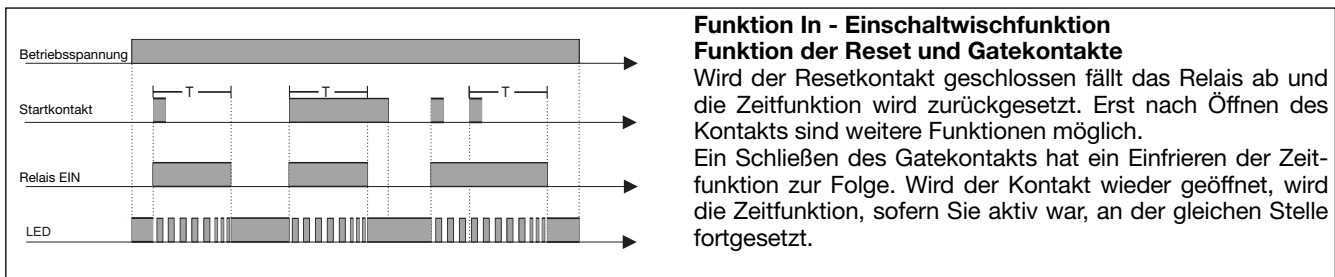 Betriebsspannung
T
T
T
Startkontakt
Relais EIN
LED
Funktion In - Einschaltwischfunktion
Funktion der Reset und Gatekontakte
Wird der Resetkontakt geschlossen fällt das Relais ab und
die Zeitfunktion wird zurückgesetzt. Erst nach Öffnen des
Kontakts sind weitere Funktionen möglich.
Ein Schließen des Gatekontakts hat ein Einfrieren der Zeit-
funktion zur Folge. Wird der Kontakt wieder geöffnet, wird
die Zeitfunktion, sofern Sie aktiv war, an der gleichen Stelle
fortgesetzt.